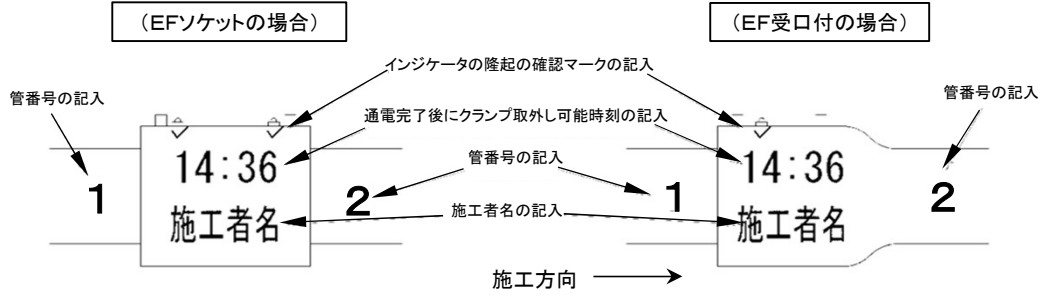 （EFソケットの場合）
（EF受口付の場合）
インジケータの隆起の確認マークの記入
管番号の記入
管番号の記入
通電完了後にクランプ取外し可能時刻の記入
14:36
14:36
管番号の記入
1
2
1
2
施工者名
施工者名の記入
施工者名
施工方向